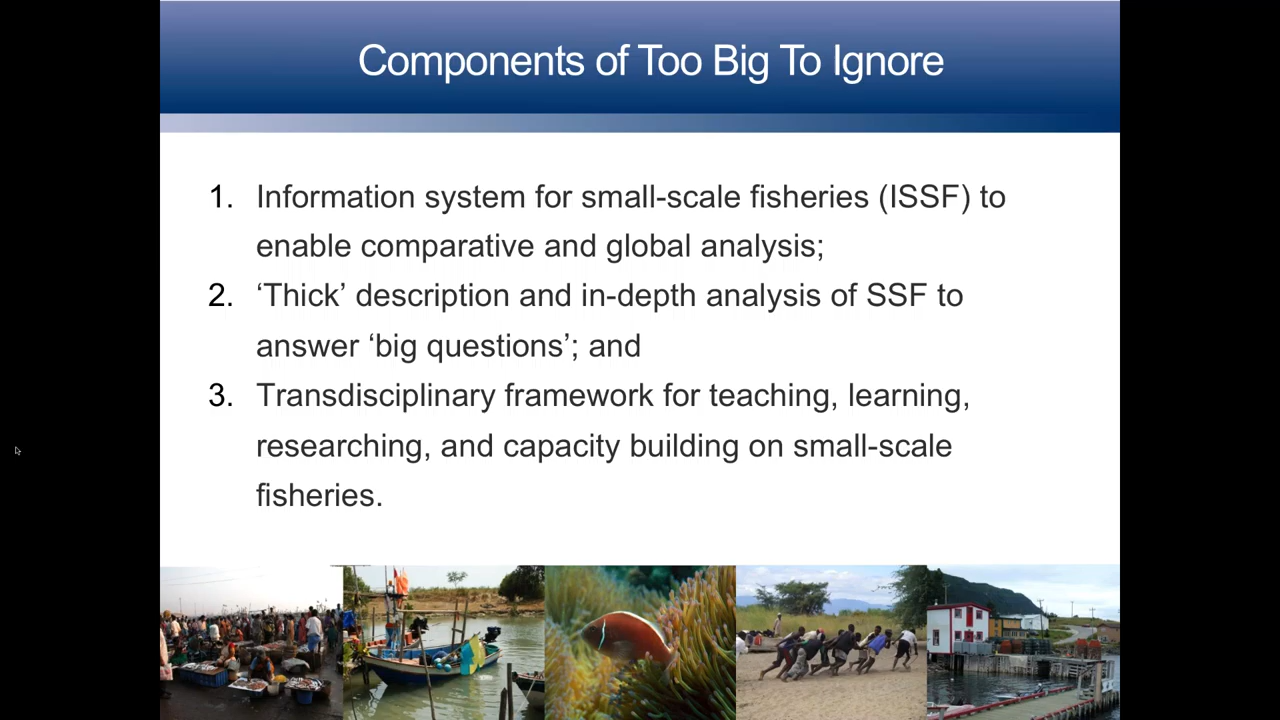 Components of Too Big To Ignore
1. Information system for small-scale fisheries (ISSF) to
enable comparative and global analysis;
2. ‘Thick’ description and in-depth analysis of SSF to
answer ‘big questions’; and
3. Transdisciplinary framework for teaching, learning,
researching, and capacity building on small-scale
fisheries.